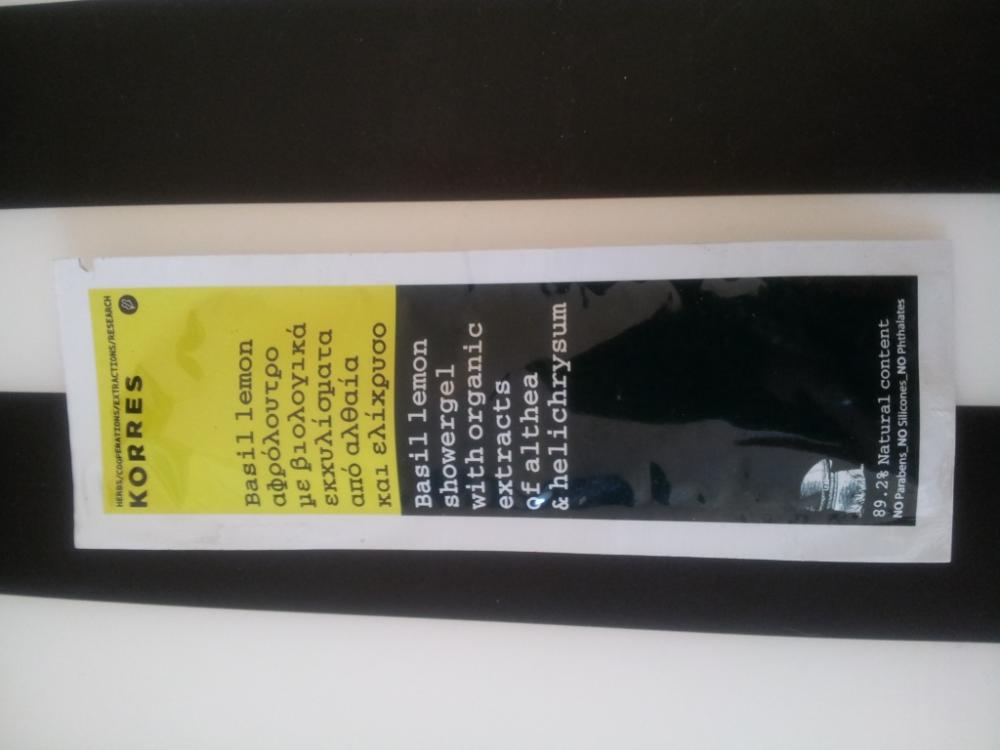 HERBS/COOPERATIONS/EXTRACTIONS/RESEARCH
KORRES
Basil lemon
αφρόλουτρο
με βιολογικά
εκχυλίσματα
από αλθαία
και ελίχρυσο
Basil lemon
showergel
with organic
extracts
of althea
& helichrysum
89.2% Natural content
NO Parabens_NO Silicones_NO Phthalates